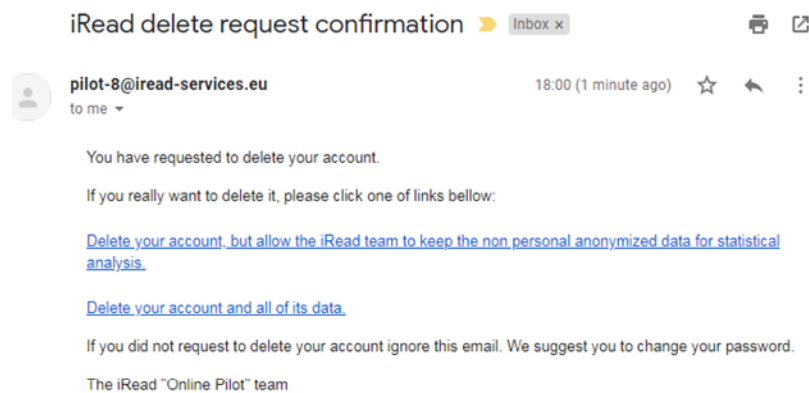 iRead delete request confirmation Inbox x
pilot-8@iread-services.eu 18:00 (1 minute ago)
to me
You have requested to delete your account.
If you really want to delete it, please click one of links bellow:
Delete your account, but allow the iRead team to keep the non personal anonymized data for statistical
analysis.
Delete your account and all of its data.
If you did not request to delete your account ignore this email. We suggest you to change your password.
The iRead "Online Pilot" team